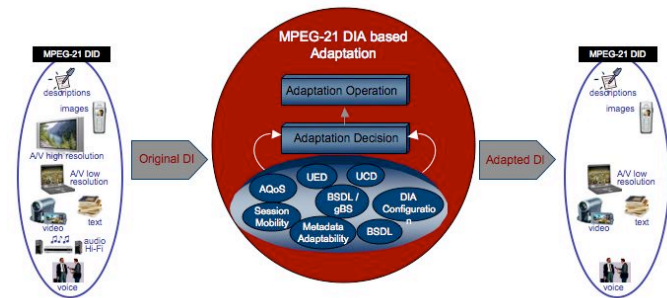 MPEG-21 DID
descriptions
images
A/V high resolution
A/V low
resolution
text
video
audio
Hi-Fi
voice
Original DI
MPEG-21 DIA based
Adaptation
Adaptation Operation
Adaptation Decision
AQoS
UED
UCD
BSDL /
gBS
DIA
Configuratio
n
Session
Mobility
Metadata
Adaptability
BSDL
Adapted DI
MPEG-21 DID
descriptions
images
A/V low
resolution
text
video
voice